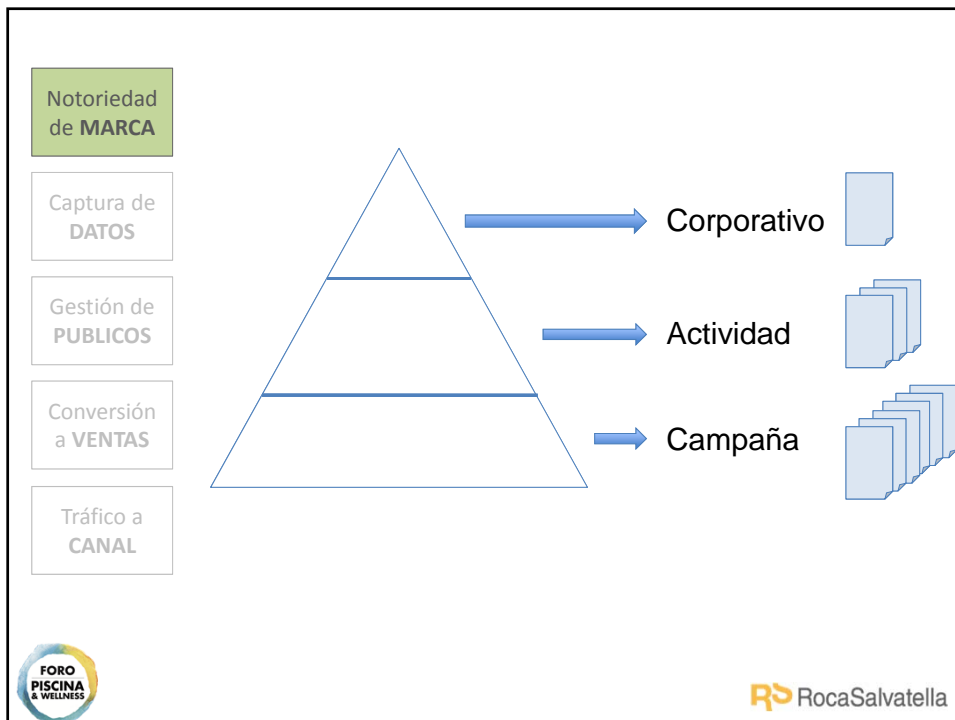 Notoriedad
de MARCA
Captura de
DATOS
Gestión de
PUBLICOS
Conversión
a VENTAS
Tráfico a
CANAL
Corporativo
Actividad
Campaña
FORO
PISCINA
& WELLNESS
RS RocaSalvatella